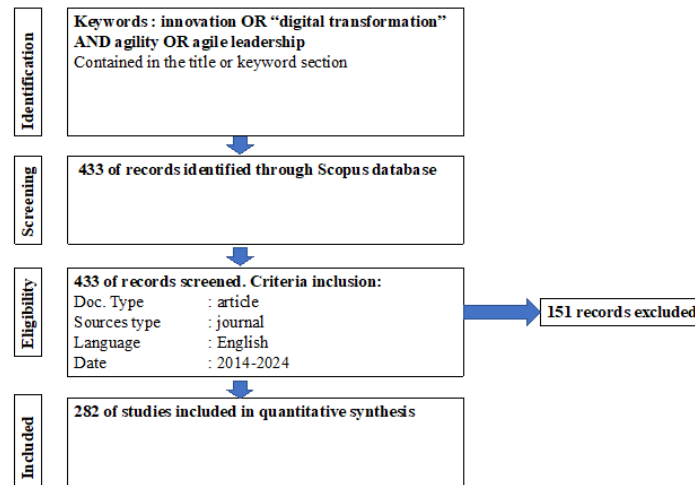 Identification
Keywords : innovation OR “digital transformation”
AND agility OR agile leadership
Contained in the title or keyword section
Screening
433 of records identified through Scopus database
Eligibility
433 of records screened. Criteria inclusion:
Doc. Type : article
Sources type : journal
Language : English
Date : 2014-2024
151 records excluded
Included
282 of studies included in quantitative synthesis